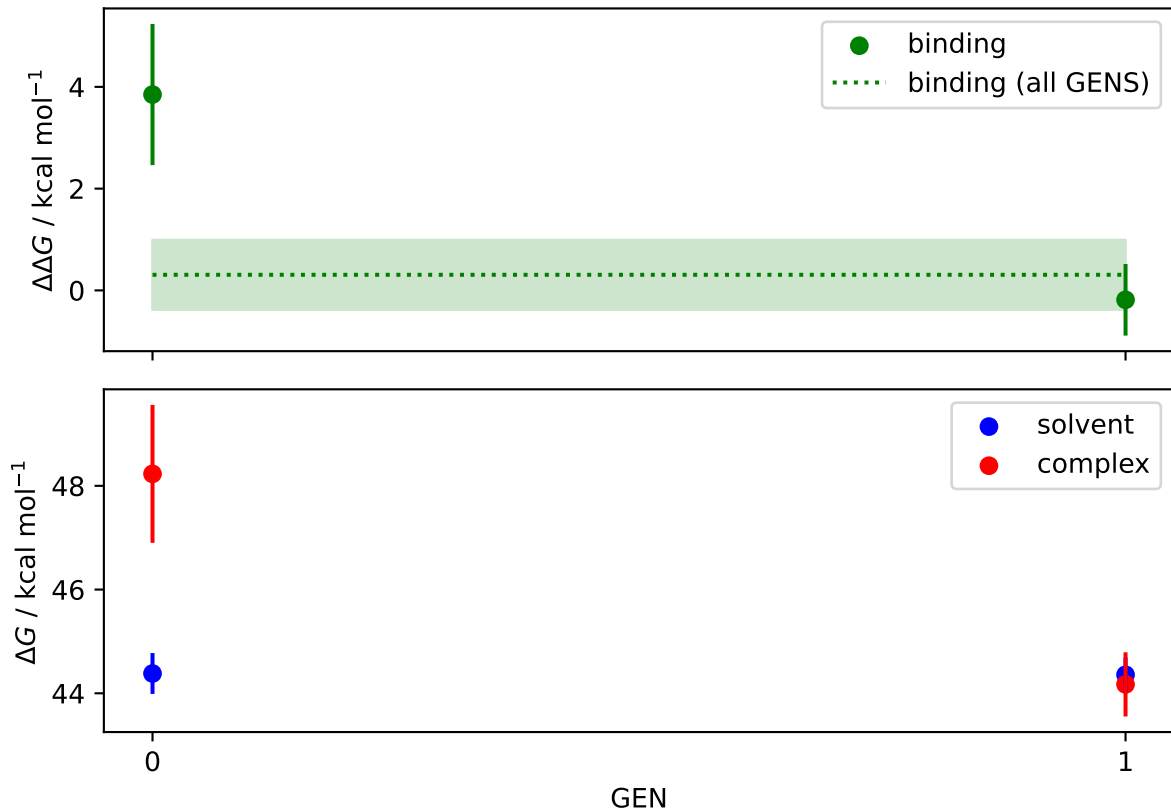 binding
binding (all GENS)
4
2
0
ΔΔG / kcal mol⁻¹
solvent
complex
48
46
44
ΔG / kcal mol⁻¹
0
1
GEN